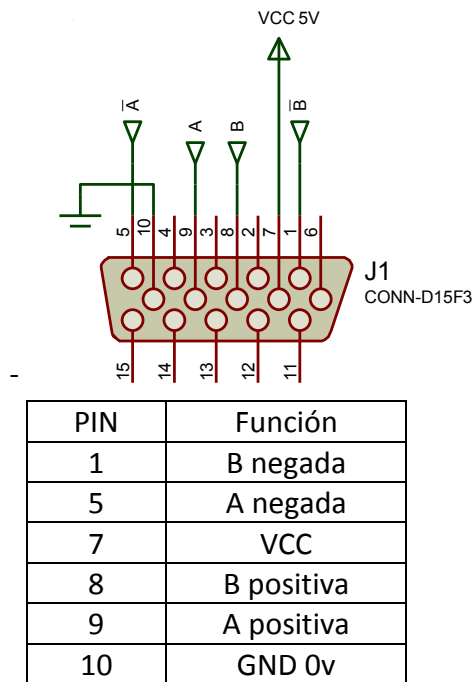 VCC 5V
A
A
B
B
5
10
4
9
3
8
2
7
1
6
J1
CONN-D15F3
15
14
13
12
11
-
PIN Función
1 B negada
5 A negada
7 VCC
8 B positiva
9 A positiva
10 GND 0v